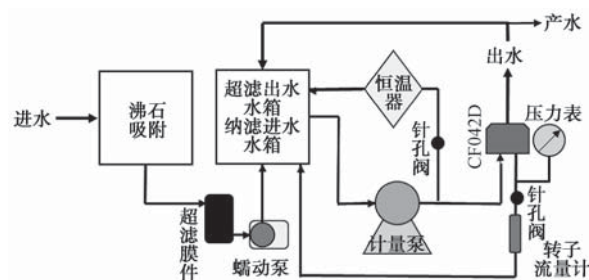 产水
出水
超滤出水
水箱
纳滤进水
水箱
恒温
器
沸石
吸附
进水
CF042D
压力表
针孔阀
针孔阀
超滤膜件
蠕动泵
计量泵
转子
流量计